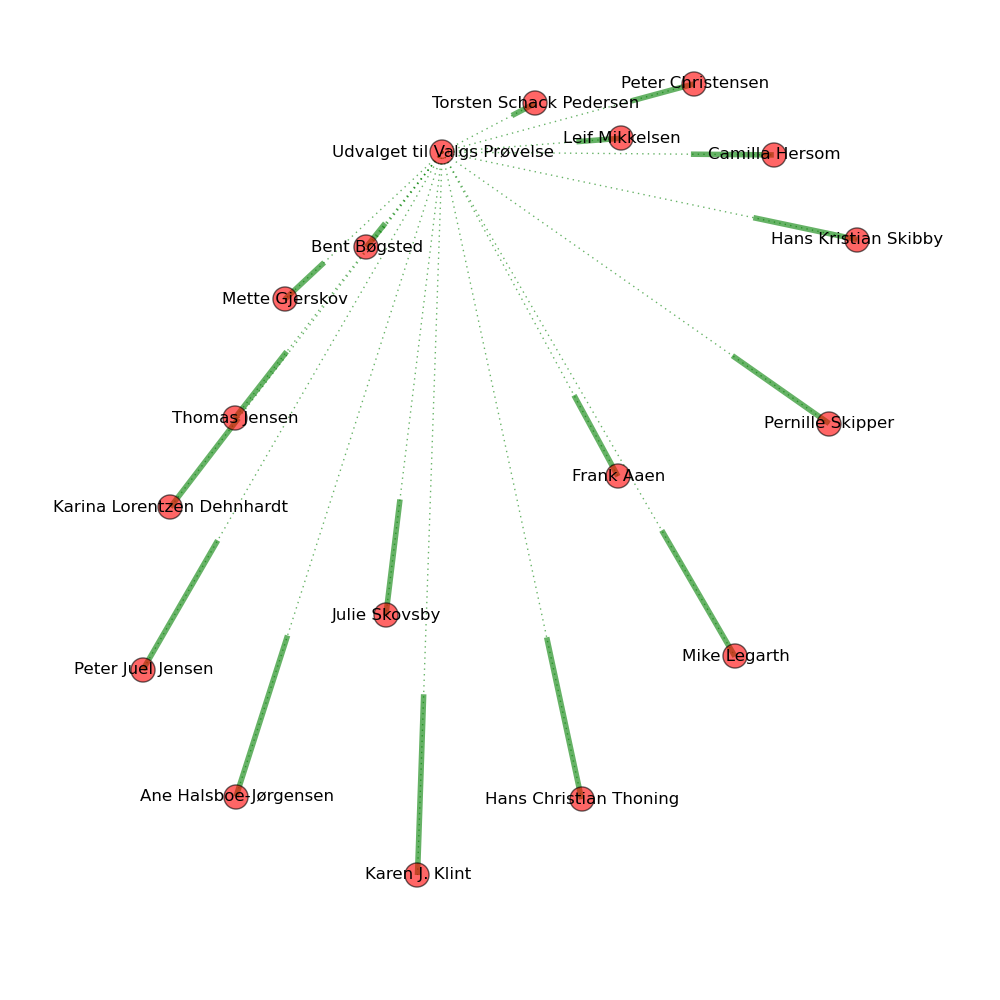 Peter Christensen
Torsten Schack Pedersen
Leif Mikkelsen
Udvalget til Valgs Prøvelse
Camilla Hersom
Hans Kristian Skibby
Bent Bøgsted
Mette Gjerskov
Thomas Jensen
Pernille Skipper
Frank Aaen
Karina Lorentzen Dehnhardt
Julie Skovsby
Mike Legarth
Peter Juel Jensen
Ane Halsboe-Jørgensen
Hans Christian Thoning
Karen J. Klint